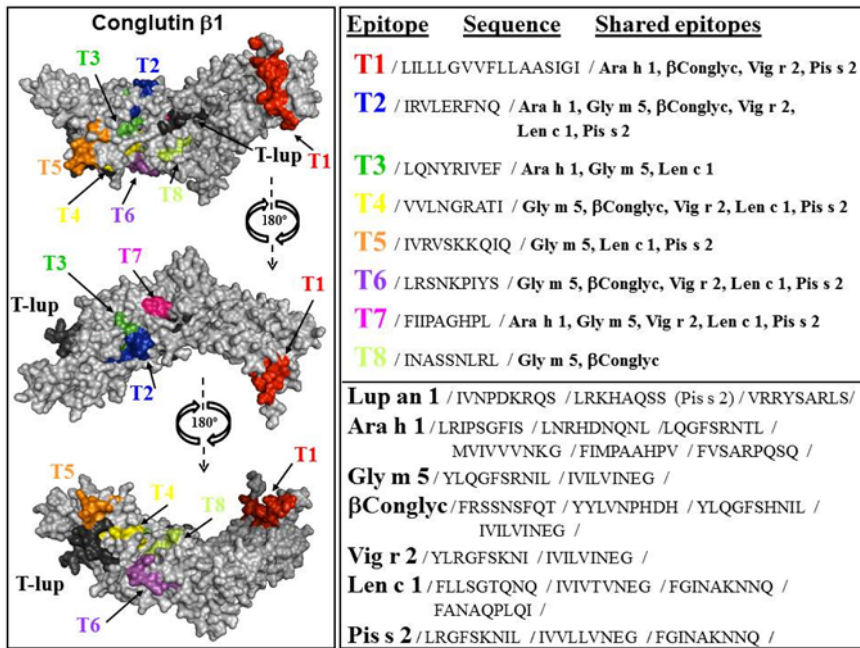 Conglutin β1
T3
T2
T5
T-lup
T1
T4
T6
T8
180°
T7
T3
T1
T-lup
T2
180°
T5
T4
T8
T1
T-lup
T6
Epitope Sequence Shared epitopes
T1 / LILLLGVVFLLAASIGI / Ara h 1, βConglyc, Vig r 2, Pis s 2
T2 / IRVLERFNQ / Ara h 1, Gly m 5, βConglyc, Vig r 2,
Len c 1, Pis s 2
T3 / LQNYRIVEF / Ara h 1, Gly m 5, Len c 1
T4 / VVLNGRATI / Gly m 5, βConglyc, Vig r 2, Len c 1, Pis s 2
T5 / IVRVSKKQIQ / Gly m 5, Len c 1, Pis s 2
T6 / LRSNKPIYS / Gly m 5, βConglyc, Vig r 2, Len c 1, Pis s 2
T7 / FIIPAGHPL / Ara h 1, Gly m 5, Vig r 2, Len c 1, Pis s 2
T8 / INASSNLRL / Gly m 5, βConglyc
Lup an 1 / IVNPDKRQS / LRKHAQSS (Pis s 2) / VRRYSARLS/
Ara h 1 / LRIPSGFIS / LNRHDNQNL / LQGFSRNTL /
MVIVVVNKG / FIMPAAHPV / FVSARPQSQ /
Gly m 5 / YLQGFSRNIL / IVILVINEG /
βConglyc / FRSSNSFQT / YYLVNPHDH / YLQGFSHNIL /
IVILVINEG /
Vig r 2 / YLRGFSKNI / IVILVINEG /
Len c 1 / FLLSGTQNQ / IVIVTVNEG / FGINAKNNQ /
FANAQPLQI /
Pis s 2 / LRGFSKNIL / IVVLLVNEG / FGINAKNNQ /